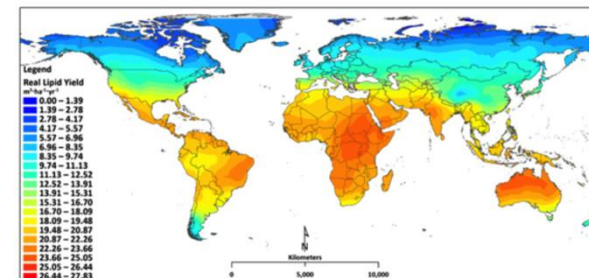 Legend
Real Lipid Yield
m³·ha⁻¹·yr⁻¹
0.00 – 1.39
1.39 – 2.78
2.78 – 4.17
4.17 – 5.57
5.57 – 6.96
6.96 – 8.35
8.35 – 9.74
9.74 – 11.13
11.13 – 12.52
12.52 – 13.91
13.91 – 15.31
15.31 – 16.70
16.70 – 18.09
18.09 – 19.48
19.48 – 20.87
20.87 – 22.26
22.26 – 23.66
23.66 – 25.05
25.05 – 26.44
26.44 – 27.83
N
Kilometers
0 5,000 10,000